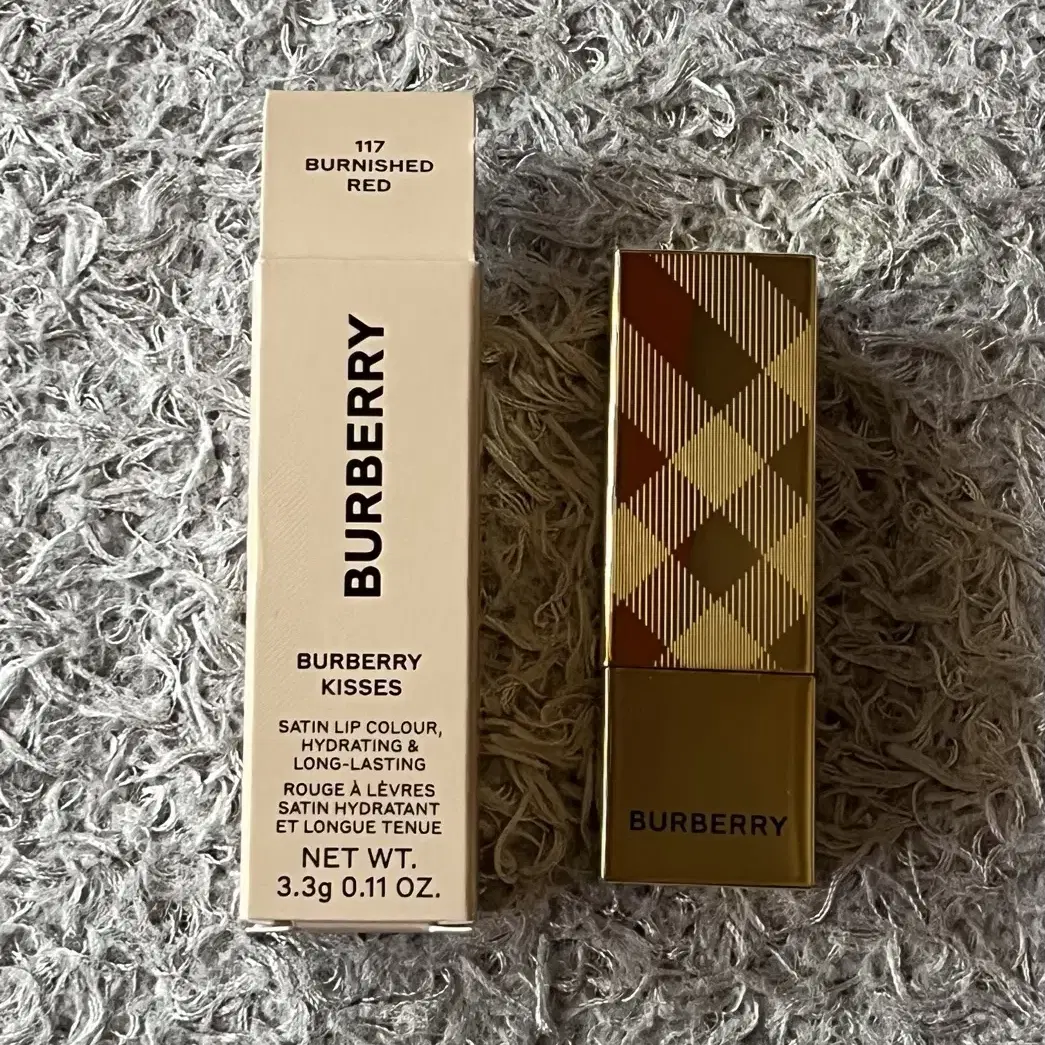 117
BURNISHED
RED
BURBERRY
BURBERRY
KISSES
SATIN LIP COLOUR,
HYDRATING &
LONG-LASTING
ROUGE À LÈVRES
SATIN HYDRATANT
ET LONGUE TENUE
NET WT.
3.3g 0.11 OZ.
BURBERRY